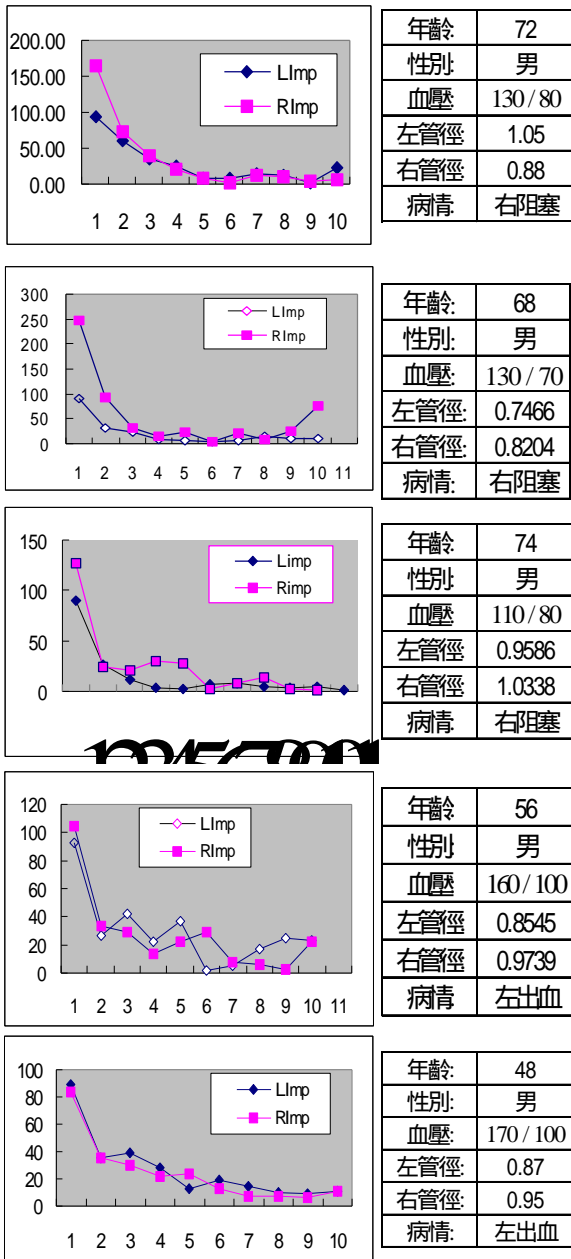 200.00
150.00
100.00
50.00
0.00
LImp
RImp
1 2 3 4 5 6 7 8 9 10
年齡: 72
性別: 男
血壓: 130 / 80
左管徑: 1.05
右管徑: 0.88
病情: 右阻塞
300
250
200
150
100
50
0
LImp
RImp
1 2 3 4 5 6 7 8 9 10 11
年齡: 68
性別: 男
血壓: 130 / 70
左管徑: 0.7466
右管徑: 0.8204
病情: 右阻塞
150
100
50
0
Limp
Rimp
年齡: 74
性別: 男
血壓: 110 / 80
左管徑: 0.9586
右管徑: 1.0338
病情: 右阻塞
120
100
80
60
40
20
0
LImp
RImp
1 2 3 4 5 6 7 8 9 10 11
年齡: 56
性別: 男
血壓: 160 / 100
左管徑: 0.8545
右管徑: 0.9739
病情: 左出血
100
80
60
40
20
0
LImp
RImp
1 2 3 4 5 6 7 8 9 10
年齡: 48
性別: 男
血壓: 170 / 100
左管徑: 0.87
右管徑: 0.95
病情: 左出血